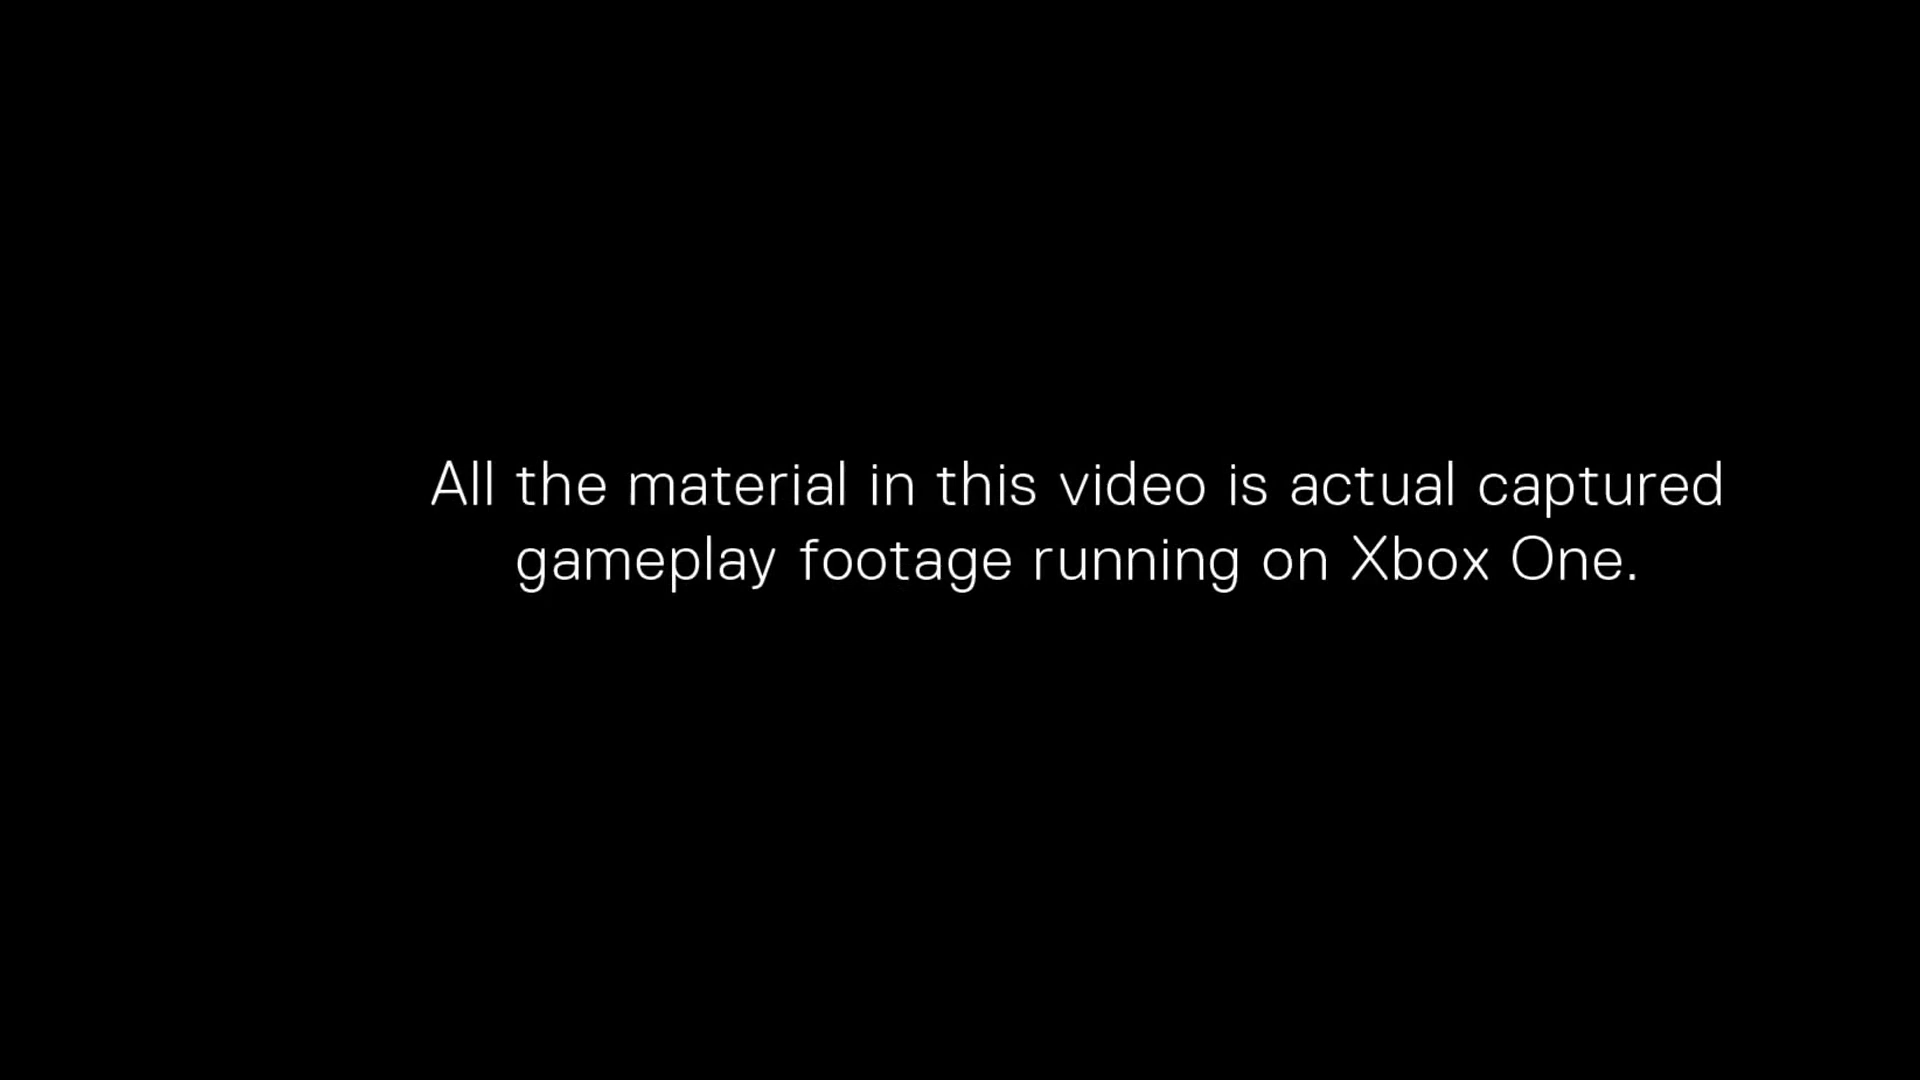 All the material in this video is actual captured
gameplay footage running on Xbox One.